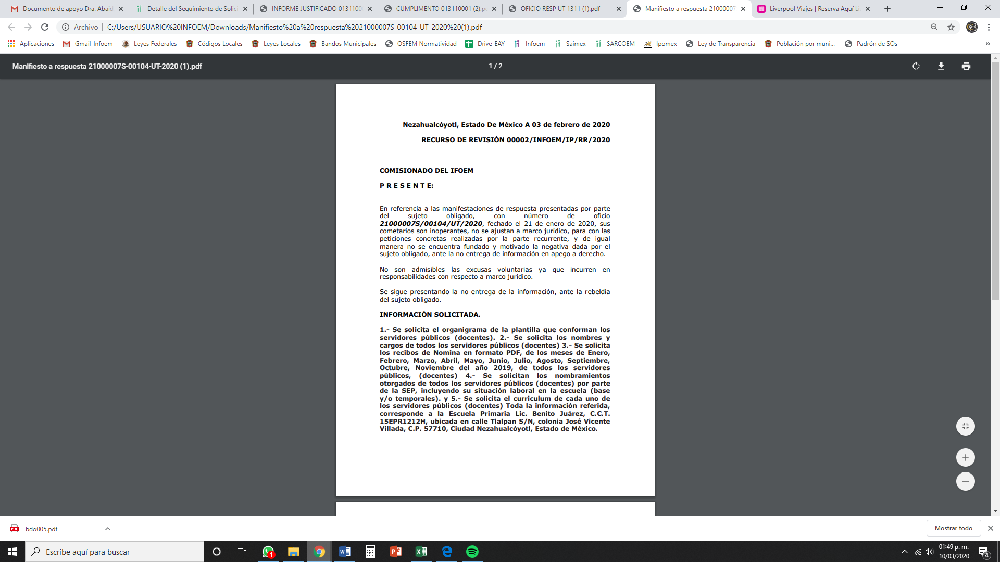 Documento de apoyo Dra. Abaid
Detalle del Seguimiento de Solici
INFORME JUSTIFICADO 0131100
CUMPLIMENTO 013110001 (2).p
OFICIO RESP UT 1311 (1).pdf
Manifiesto a respuesta 21000007
Liverpool Viajes | Reserva Aquí Li
Archivo
C:/Users/USUARIO%20INFOEM/Downloads/Manifiesto%20a%20respuesta%2021000007S-00104-UT-2020%20(1).pdf
Aplicaciones
Gmail-Infoem
Leyes Federales
Códigos Locales
Leyes Locales
Bandos Municipales
OSFEM Normatividad
Drive-EAY
Infoem
Saimex
SARCOEM
Ipomex
Ley de Transparencia
Población por muni...
Padrón de SOs
»
Manifiesto a respuesta 21000007S-00104-UT-2020 (1).pdf
1 / 2
Nezahualcóyotl, Estado De México A 03 de febrero de 2020
RECURSO DE REVISIÓN 00002/INFOEM/IP/RR/2020
COMISIONADO DEL IFOEM
P R E S E N T E:
En referencia a las manifestaciones de respuesta presentadas por parte
del sujeto obligado, con número de oficio
21000007S/00104/UT/2020, fechado el 21 de enero de 2020, sus
cometarios son inoperantes, no se ajustan a marco jurídico, para con las
peticiones concretas realizadas por la parte recurrente, y de igual
manera no se encuentra fundado y motivado la negativa dada por el
sujeto obligado, ante la no entrega de información en apego a derecho.
No son admisibles las excusas voluntarias ya que incurren en
responsabilidades con respecto a marco jurídico.
Se sigue presentando la no entrega de la información, ante la rebeldía
del sujeto obligado.
INFORMACIÓN SOLICITADA.
1.- Se solicita el organigrama de la plantilla que conforman los
servidores públicos (docentes). 2.- Se solicita los nombres y
cargos de todos los servidores públicos (docentes) 3.- Se solicita
los recibos de Nomina en formato PDF, de los meses de Enero,
Febrero, Marzo, Abril, Mayo, Junio, Julio, Agosto, Septiembre,
Octubre, Noviembre del año 2019, de todos los servidores
públicos, (docentes) 4.- Se solicitan los nombramientos
otorgados de todos los servidores públicos (docentes) por parte
de la SEP, incluyendo su situación laboral en la escuela (base
y/o temporales). y 5.- Se solicita el curriculum de cada uno de
los servidores públicos (docentes) Toda la información referida,
corresponde a la Escuela Primaria Lic. Benito Juárez, C.C.T.
15EPR1212H, ubicada en calle Tlalpan S/N, colonia José Vicente
Villada, C.P. 57710, Ciudad Nezahualcóyotl, Estado de México.
bdo005.pdf
Mostrar todo
Escribe aquí para buscar
1
01:49 p. m.
10/03/2020
4